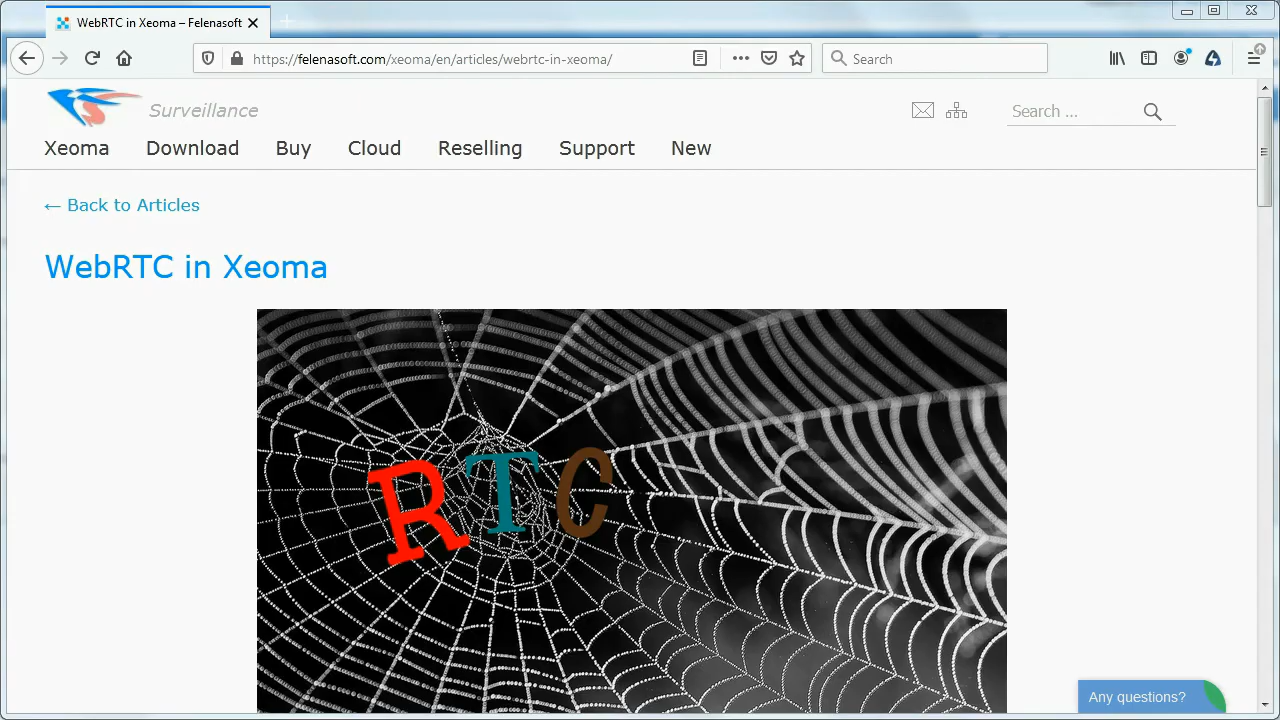 WebRTC in Xeoma – Felenasoft
https://felenasoft.com/xeoma/en/articles/webrtc-in-xeoma/
Search
Surveillance
Search ...
Xeoma Download Buy Cloud Reselling Support New
← Back to Articles
WebRTC in Xeoma
RTC
Any questions?